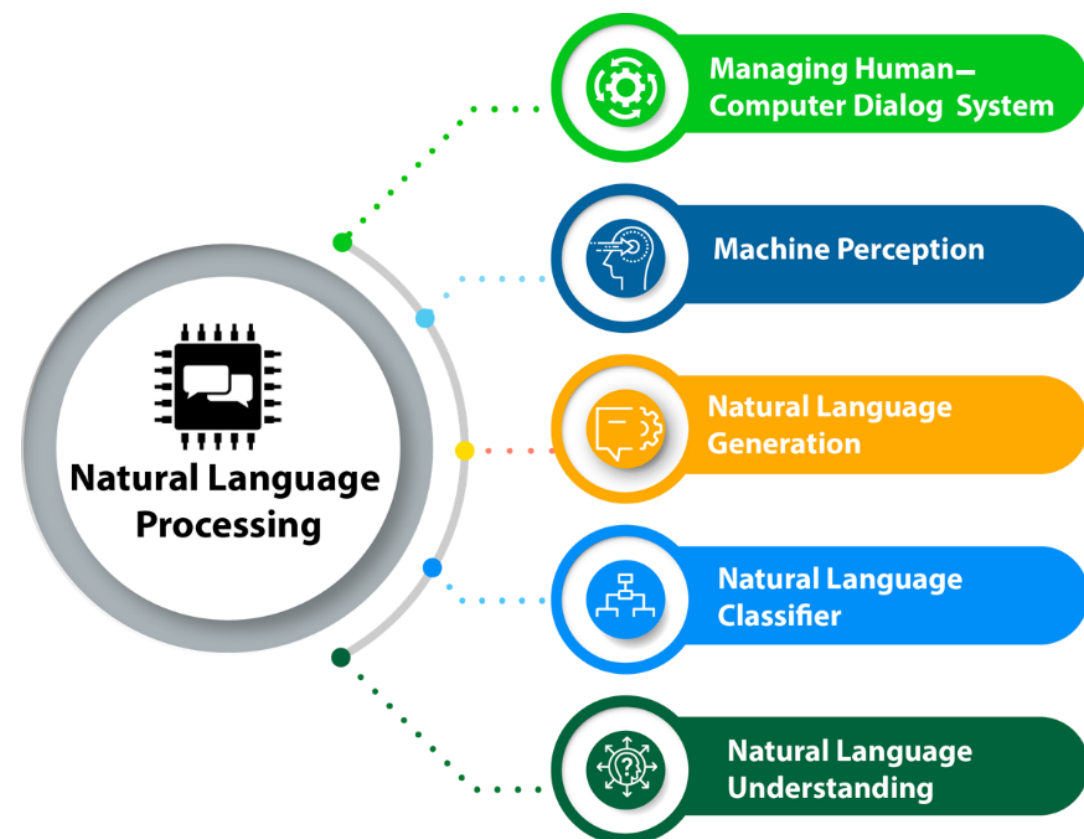 Managing Human–
Computer Dialog System
Machine Perception
Natural Language
Processing
Natural Language
Generation
Natural Language
Classifier
Natural Language
Understanding